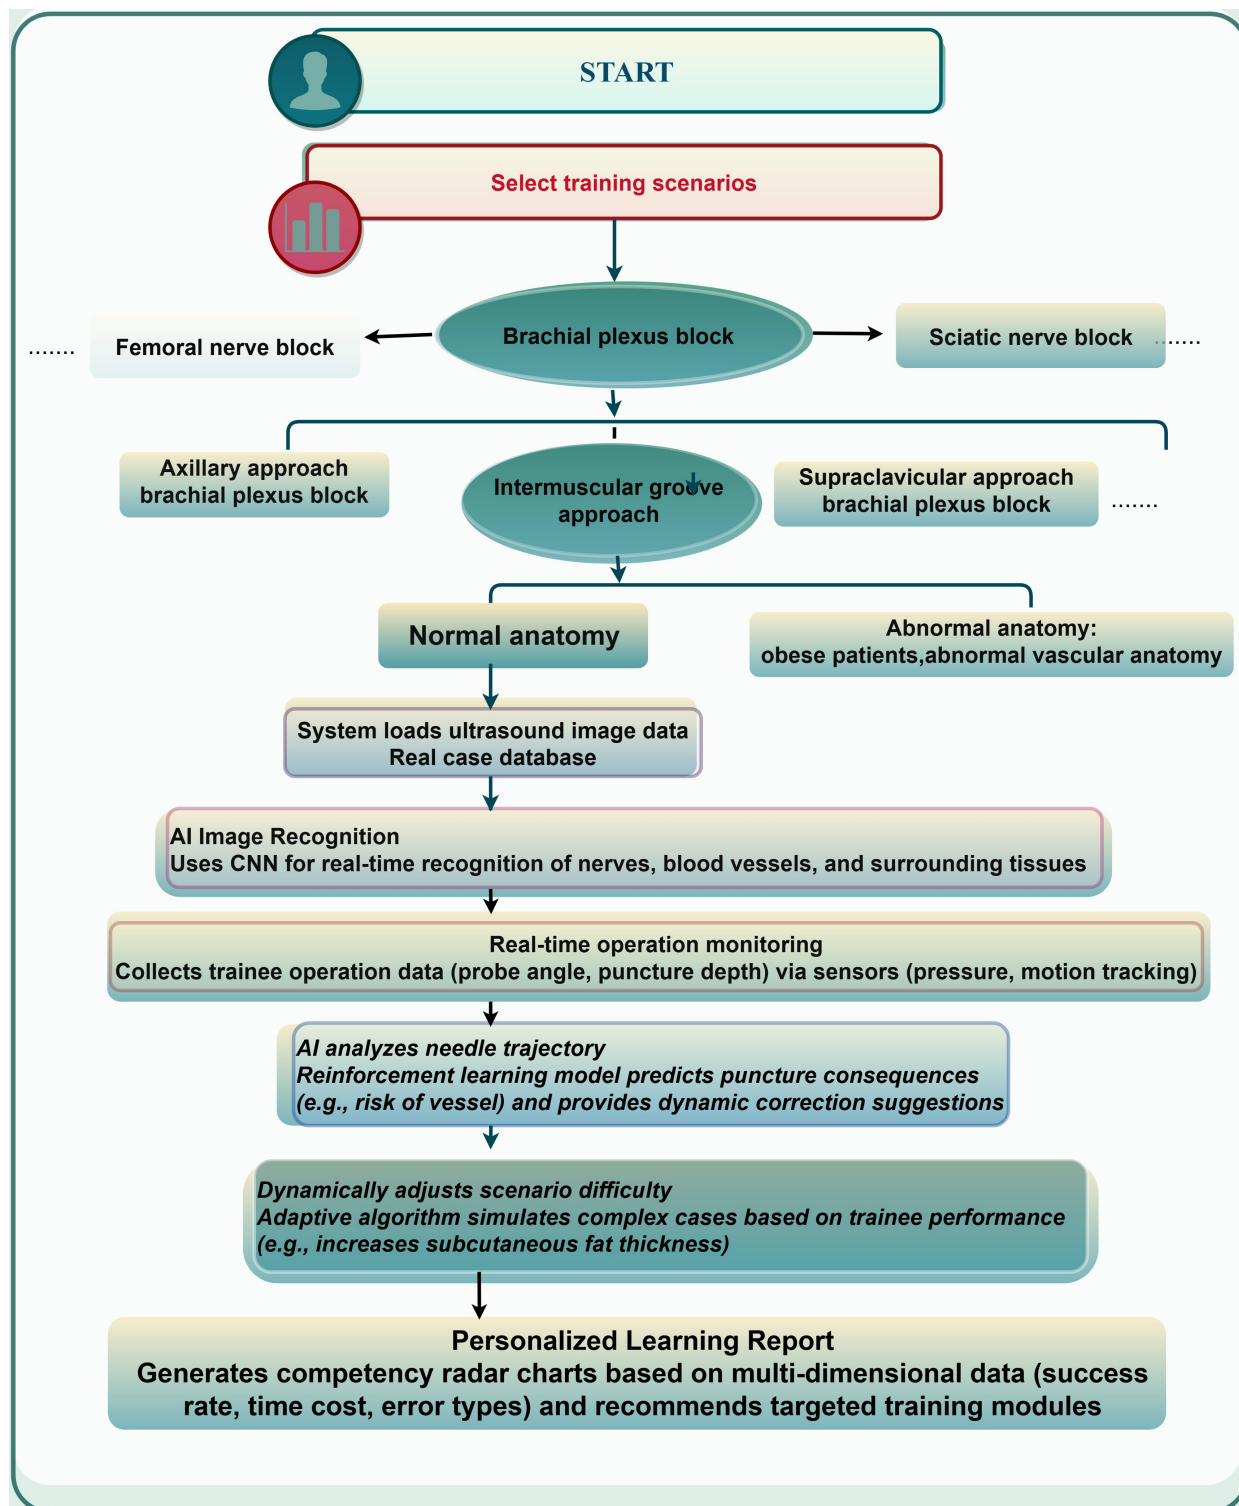 START
Select training scenarios
....... Femoral nerve block
Brachial plexus block
Sciatic nerve block .......
Axillary approach
brachial plexus block
Intermuscular groove
approach
Supraclavicular approach
brachial plexus block .......
Normal anatomy
Abnormal anatomy:
obese patients,abnormal vascular anatomy
System loads ultrasound image data
Real case database
AI Image Recognition
Uses CNN for real-time recognition of nerves, blood vessels, and surrounding tissues
Real-time operation monitoring
Collects trainee operation data (probe angle, puncture depth) via sensors (pressure, motion tracking)
AI analyzes needle trajectory
Reinforcement learning model predicts puncture consequences
(e.g., risk of vessel) and provides dynamic correction suggestions
Dynamically adjusts scenario difficulty
Adaptive algorithm simulates complex cases based on trainee performance
(e.g., increases subcutaneous fat thickness)
Personalized Learning Report
Generates competency radar charts based on multi-dimensional data (success
rate, time cost, error types) and recommends targeted training modules